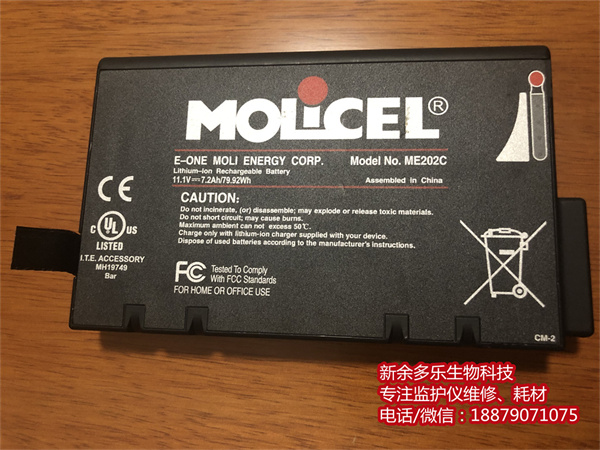 MOLiCEL®
E-ONE MOLI ENERGY CORP. Model No. ME202C
Lithium-ion Rechargeable Battery
11.1V⎓7.2Ah/79.92Wh Assembled in China
CAUTION:
Do not incinerate, (or) disassemble; may explode or release toxic materials.
Do not short circuit; may cause burns.
Maximum ambient can not exceed 50℃.
Charge only with lithium-ion charger supplied with your device.
Dispose of used batteries according to the manufacturer's instructions.
CE
c UL US
LISTED
I.T.E. ACCESSORY
MH19749
Bar
FC Tested To Comply
With FCC Standards
FOR HOME OR OFFICE USE
CM-2
新余多乐生物科技
专注监护仪维修、耗材
电话/微信：18879071075